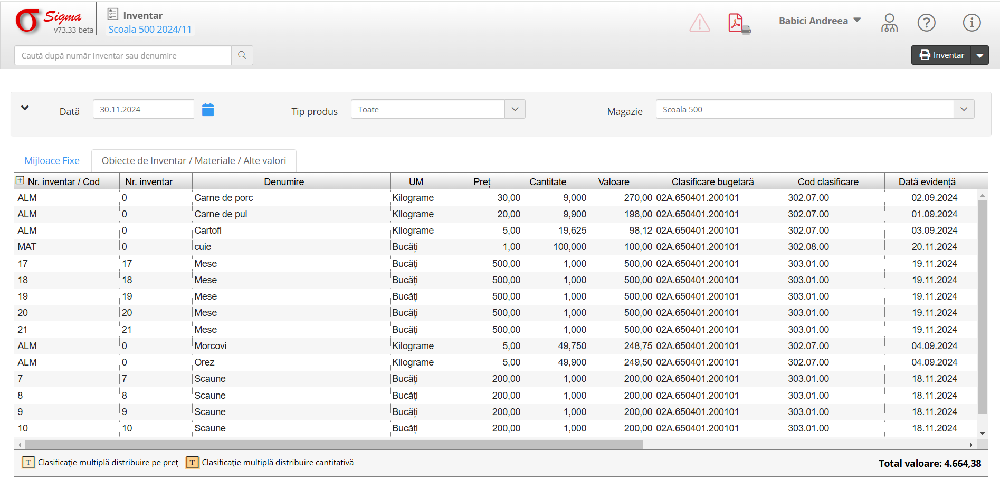 σ Sigma
v73.33-beta
Inventar
Scoala 500 2024/11
Babici Andreea
Caută după număr inventar sau denumire
Inventar
Dată 30.11.2024 Tip produs Toate Magazie Scoala 500
Mijloace Fixe Obiecte de Inventar / Materiale / Alte valori
Nr. inventar / Cod Nr. inventar Denumire UM Preț Cantitate Valoare Clasificare bugetară Cod clasificare Dată evidență
ALM 0 Carne de porc Kilograme 30,00 9,000 270,00 02A.650401.200101 302.07.00 02.09.2024
ALM 0 Carne de pui Kilograme 20,00 9,900 198,00 02A.650401.200101 302.07.00 01.09.2024
ALM 0 Cartofi Kilograme 5,00 19,625 98,12 02A.650401.200101 302.07.00 03.09.2024
MAT 0 cuie Bucăți 1,00 100,000 100,00 02A.650401.200101 302.08.00 20.11.2024
17 17 Mese Bucăți 500,00 1,000 500,00 02A.650401.200101 303.01.00 19.11.2024
18 18 Mese Bucăți 500,00 1,000 500,00 02A.650401.200101 303.01.00 19.11.2024
19 19 Mese Bucăți 500,00 1,000 500,00 02A.650401.200101 303.01.00 19.11.2024
20 20 Mese Bucăți 500,00 1,000 500,00 02A.650401.200101 303.01.00 19.11.2024
21 21 Mese Bucăți 500,00 1,000 500,00 02A.650401.200101 303.01.00 19.11.2024
ALM 0 Morcovi Kilograme 5,00 49,750 248,75 02A.650401.200101 302.07.00 04.09.2024
ALM 0 Orez Kilograme 5,00 49,900 249,50 02A.650401.200101 302.07.00 04.09.2024
7 7 Scaune Bucăți 200,00 1,000 200,00 02A.650401.200101 303.01.00 18.11.2024
8 8 Scaune Bucăți 200,00 1,000 200,00 02A.650401.200101 303.01.00 18.11.2024
9 9 Scaune Bucăți 200,00 1,000 200,00 02A.650401.200101 303.01.00 18.11.2024
10 10 Scaune Bucăți 200,00 1,000 200,00 02A.650401.200101 303.01.00 18.11.2024
T Clasificaţie multiplă distribuire pe preț T Clasificaţie multiplă distribuire cantitativă Total valoare: 4.664,38